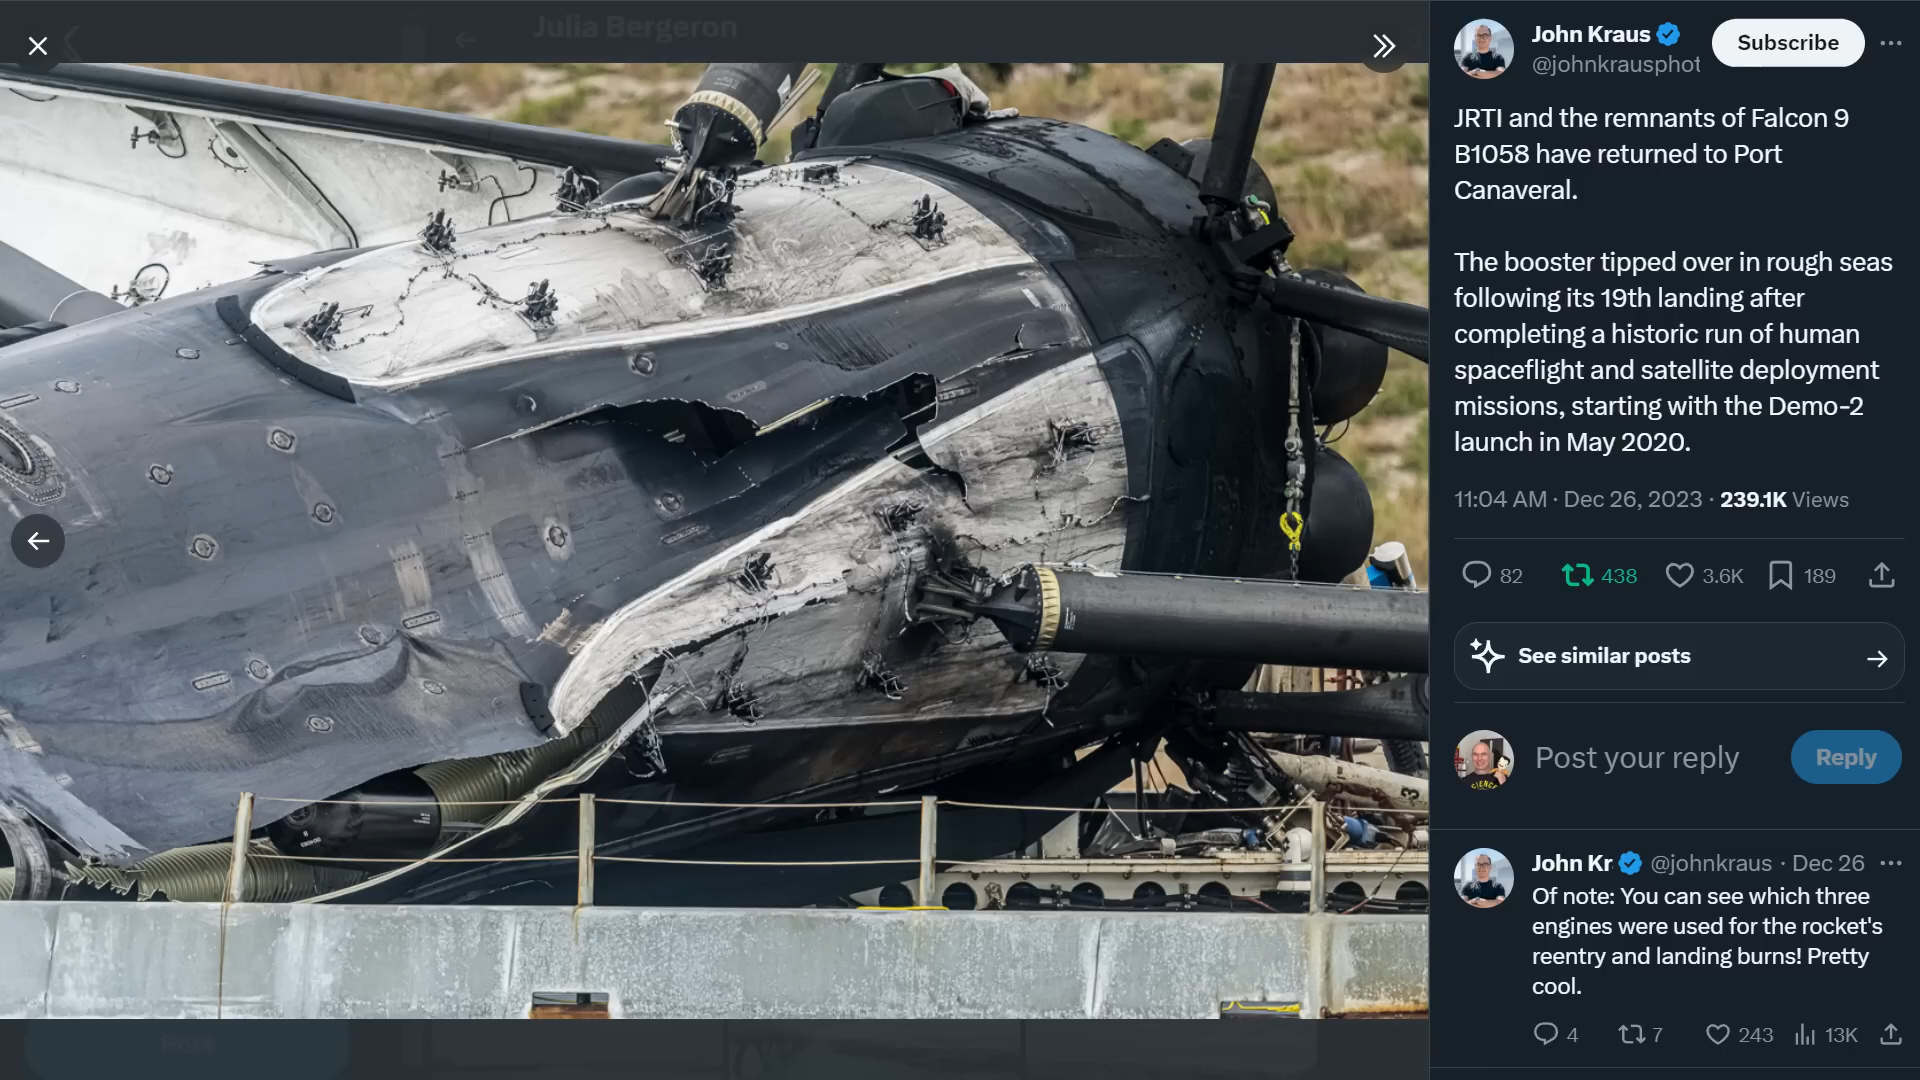 Julia Bergeron
John Kraus
@johnkrausphot
Subscribe
JRTI and the remnants of Falcon 9
B1058 have returned to Port
Canaveral.
The booster tipped over in rough seas
following its 19th landing after
completing a historic run of human
spaceflight and satellite deployment
missions, starting with the Demo-2
launch in May 2020.
11:04 AM · Dec 26, 2023 · 239.1K Views
82 438 3.6K 189
See similar posts
Post your reply
Reply
John Kr @johnkraus · Dec 26
Of note: You can see which three
engines were used for the rocket's
reentry and landing burns! Pretty
cool.
4 7 243 13K
Post